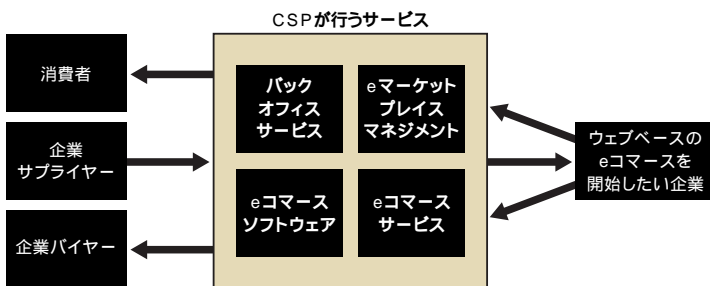 CSPが行うサービス
消費者
企業
サプライヤー
企業バイヤー
バック
オフィス
サービス
eマーケット
プレイス
マネジメント
eコマース
ソフトウェア
eコマース
サービス
ウェブベースの
eコマースを
開始したい企業